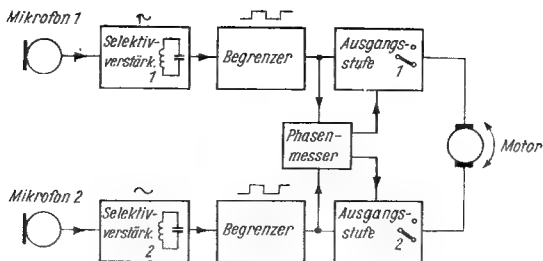 Mikrofon 1
Selektiv-
verstärk.
1
Begrenzer
Ausgangs-
stufe
1
Phasen-
messer
Motor
Mikrofon 2
Selektiv-
verstärk.
2
Begrenzer
Ausgangs-
stufe
2